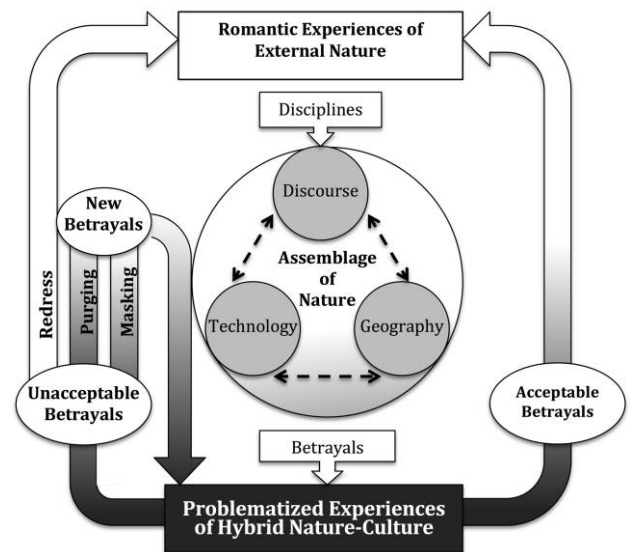 Romantic Experiences of
External Nature
Disciplines
Discourse
New
Betrayals
Assemblage
of
Nature
Redress
Purging
Masking
Technology
Geography
Unacceptable
Betrayals
Acceptable
Betrayals
Betrayals
Problematized Experiences
of Hybrid Nature-Culture